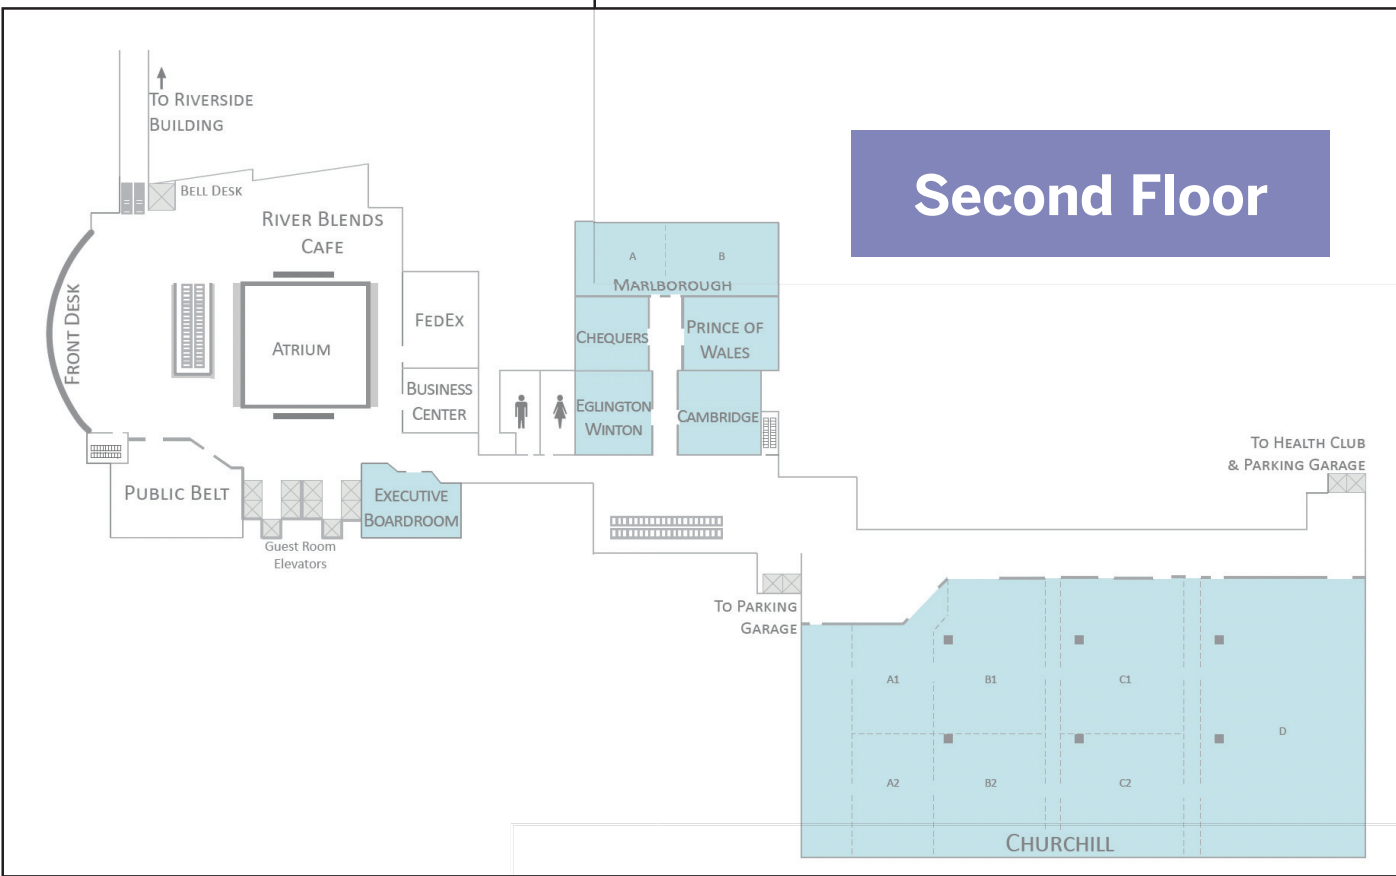 To Riverside
Building
Second Floor
Bell Desk
River Blends
Cafe
Front Desk
Atrium
FedEx
Business
Center
A
B
Marlborough
Chequers
Prince of
Wales
Eglington
Winton
Cambridge
To Health Club
& Parking Garage
Public Belt
Executive
Boardroom
Guest Room
Elevators
To Parking
Garage
A1
B1
C1
D
A2
B2
C2
Churchill